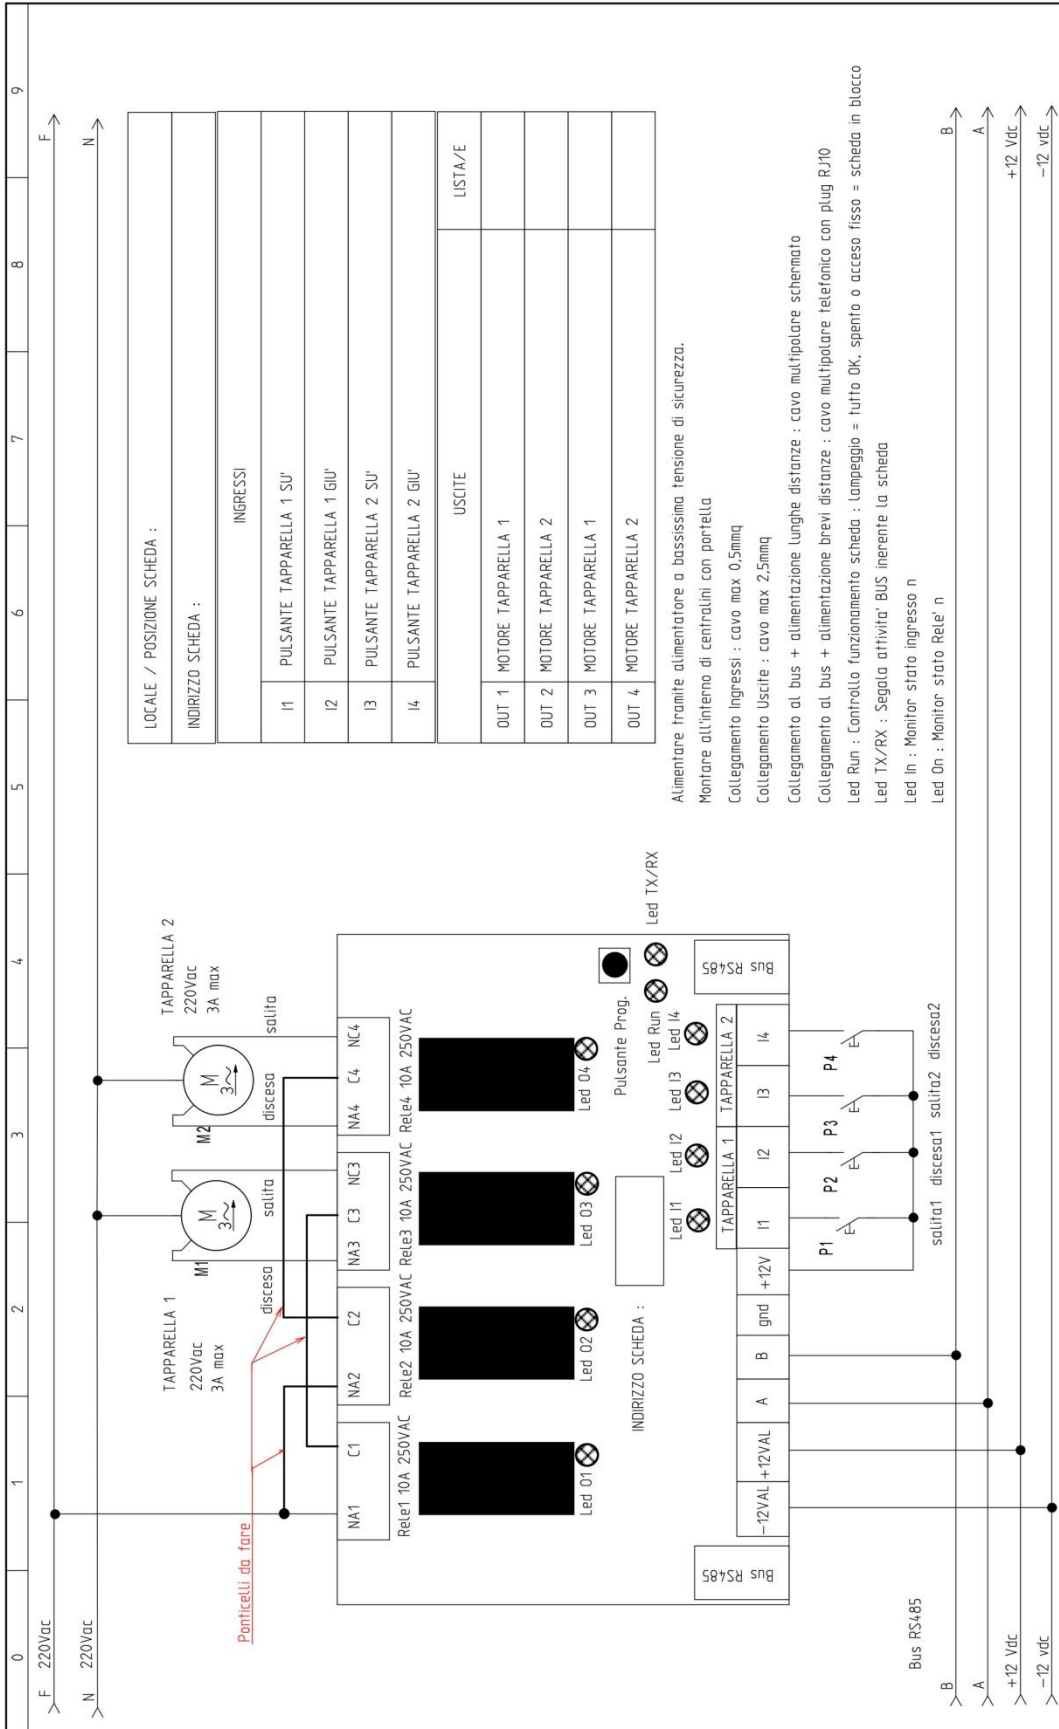 0 1 2 3 4 5 6 7 8 9
F 220Vac F
N 220Vac N
Ponticelli da fare
TAPPARELLA 1
220Vac
3A max
TAPPARELLA 2
220Vac
3A max
M
3~
M1
discesa
salita
M
3~
M2
discesa
salita
NA1 C1 NA2 C2 NA3 C3 NC3 NA4 C4 NC4
Rele1 10A 250VAC Rele2 10A 250VAC Rele3 10A 250VAC Rele4 10A 250VAC
Led O1 Led O2 Led O3 Led O4
INDIRIZZO SCHEDA :
Pulsante Prog.
Led Run
Led TX/RX
Led I1 Led I2 Led I3 Led I4
TAPPARELLA 1 TAPPARELLA 2
Bus RS485
-12VAL +12VAL A B gnd +12V I1 I2 I3 I4
Bus RS485
P1 P2 P3 P4
salita1 discesa1 salita2 discesa2
Bus RS485
B B
A A
+12 Vdc +12 Vdc
-12 vdc -12 vdc
LOCALE / POSIZIONE SCHEDA :
INDIRIZZO SCHEDA :
INGRESSI
I1 PULSANTE TAPPARELLA 1 SU'
I2 PULSANTE TAPPARELLA 1 GIU'
I3 PULSANTE TAPPARELLA 2 SU'
I4 PULSANTE TAPPARELLA 2 GIU'
USCITE LISTA/E
OUT 1 MOTORE TAPPARELLA 1
OUT 2 MOTORE TAPPARELLA 2
OUT 3 MOTORE TAPPARELLA 1
OUT 4 MOTORE TAPPARELLA 2
Alimentare tramite alimentatore a bassissima tensione di sicurezza.
Montare all'interno di centralini con portella
Collegamento Ingressi : cavo max 0,5mmq
Collegamento Uscite : cavo max 2,5mmq
Collegamento al bus + alimentazione lunghe distanze : cavo multipolare schermato
Collegamento al bus + alimentazione brevi distanze : cavo multipolare telefonico con plug RJ10
Led Run : Controllo funzionamento scheda : lampeggio = tutto OK, spento o acceso fisso = scheda in blocco
Led TX/RX : Segala attivita' BUS inerente la scheda
Led In : Monitor stato ingresso n
Led On : Monitor stato Rele' n